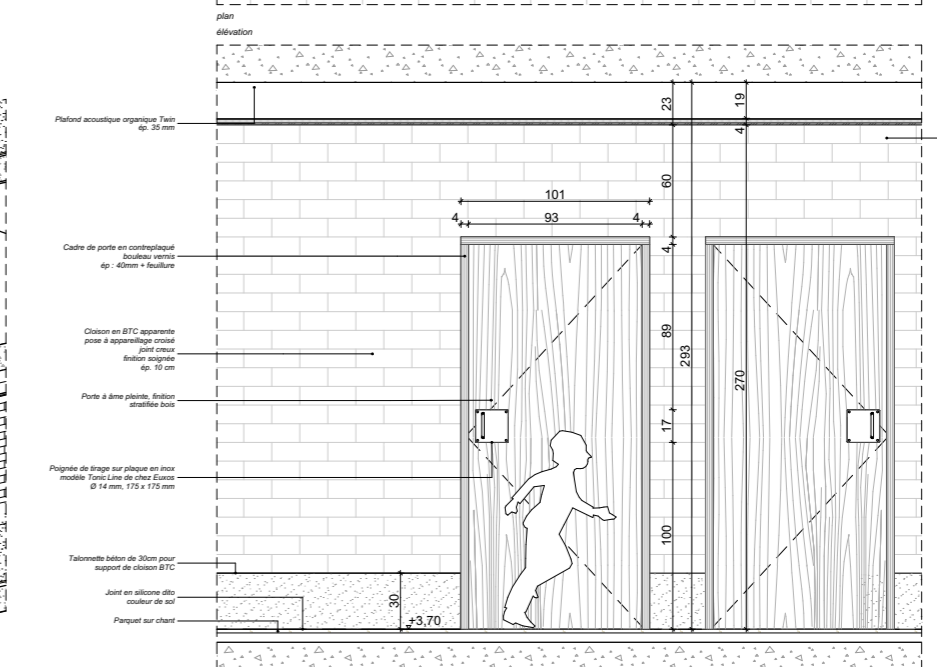 plan
élévation
Plafond acoustique organique Twin
ép. 35 mm
23
19
4
60
101
4
93
4
4
Cadre de porte en contreplaqué
bouleau vernis
ép : 40mm + feuillure
89
293
270
Cloison en BTC apparente
pose à appareillage croisé
joint creux
finition soignée
ép. 10 cm
Porte à âme pleinte, finition
stratifiée bois
17
Poignée de tirage sur plaque en inox
modèle Tonic Line de chez Euxos
Ø 14 mm, 175 x 175 mm
100
Talonnette béton de 30cm pour
support de cloison BTC
Joint en silicone dito
couleur de sol
30
+3,70
Parquet sur chant